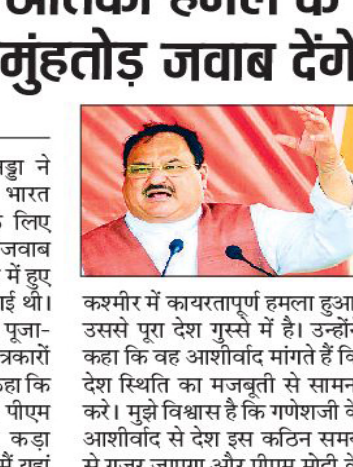 मुंहतोड़ जवाब देंगे
ड्डा ने
भारत
लिए
जवाब
में हुए
ई थी।
पूजा-
त्रकारों
कहा कि
पीएम
कड़ा
कश्मीर में कायरतापूर्ण हमला हुआ
उससे पूरा देश गुस्से में है। उन्होंने
कहा कि वह आशीर्वाद मांगते हैं कि
देश स्थिति का मजबूती से सामना
करे। मुझे विश्वास है कि गणेशजी के
आशीर्वाद से देश इस कठिन समय